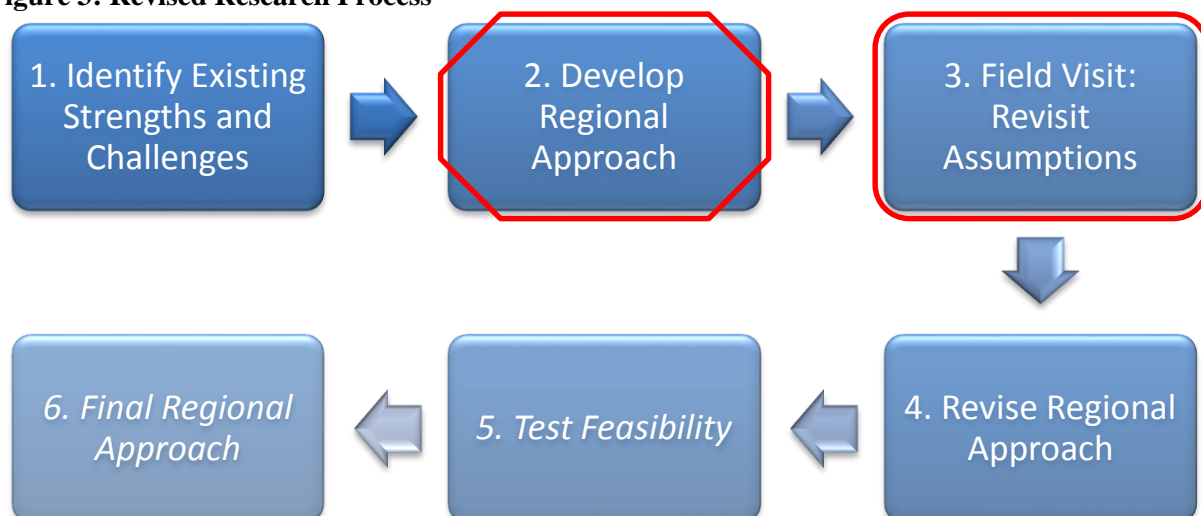 igure 3: Revised Research Process
1. Identify Existing
Strengths and
Challenges
2. Develop
Regional
Approach
3. Field Visit:
Revisit
Assumptions
4. Revise Regional
Approach
5. Test Feasibility
6. Final Regional
Approach